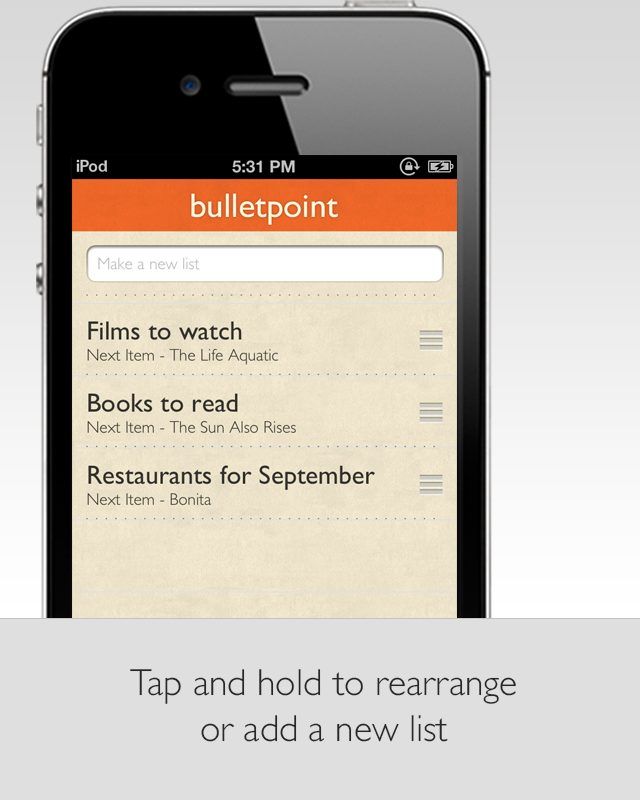 iPod 5:31 PM
bulletpoint
Make a new list
Films to watch
Next Item - The Life Aquatic
Books to read
Next Item - The Sun Also Rises
Restaurants for September
Next Item - Bonita
Tap and hold to rearrange
or add a new list